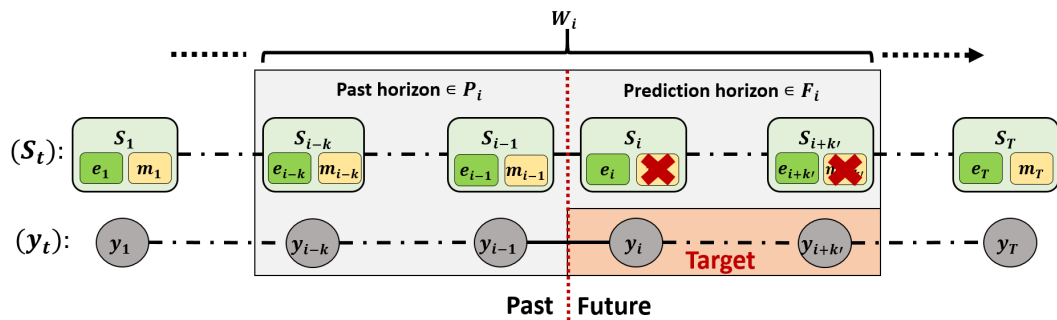 W_i
Past horizon ∈ P_i Prediction horizon ∈ F_i
(S_t): S_1 S_{i-k} S_{i-1} S_i S_{i+k′} S_T
e_1 m_1 e_{i-k} m_{i-k} e_{i-1} m_{i-1} e_i e_{i+k′} e_T m_T
(y_t): y_1 y_{i-k} y_{i-1} y_i y_{i+k′} y_T
Target
Past Future